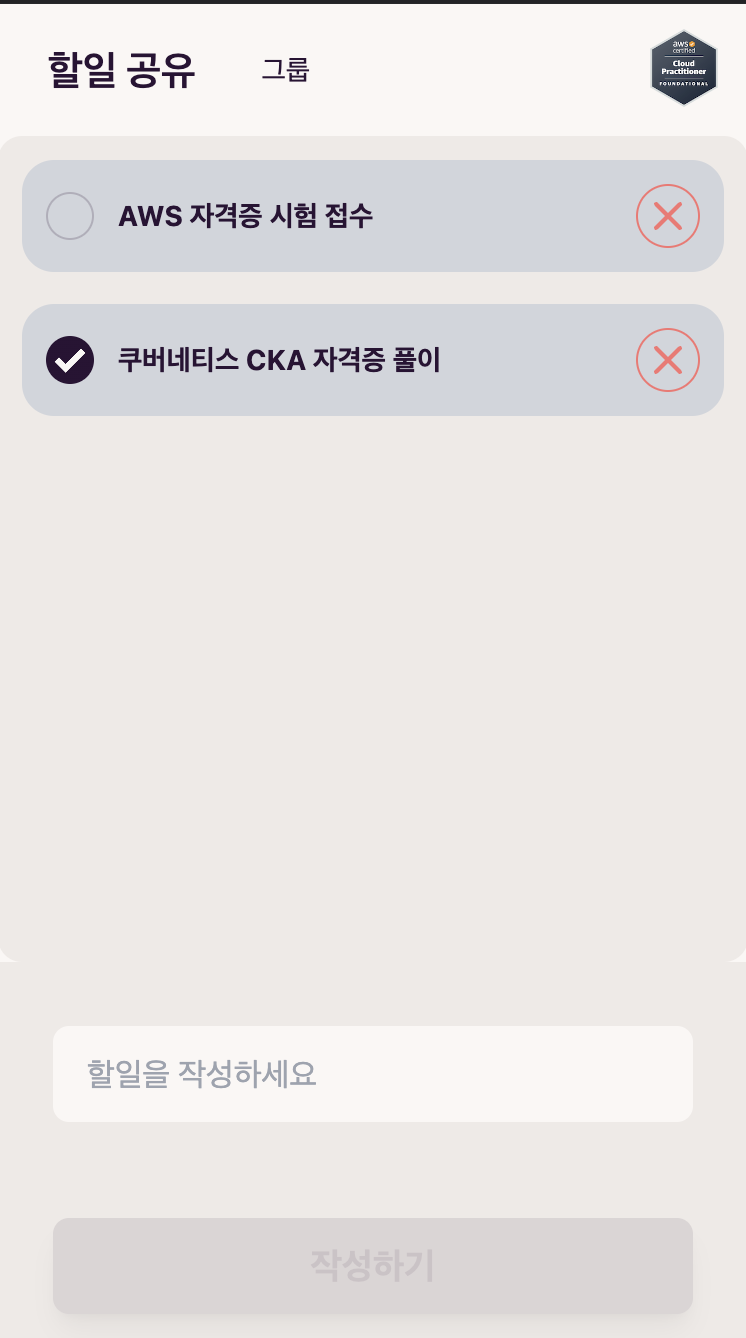 할일 공유
그룹
aws
certified
Cloud
Practitioner
FOUNDATIONAL
AWS 자격증 시험 접수
쿠버네티스 CKA 자격증 풀이
할일을 작성하세요
작성하기